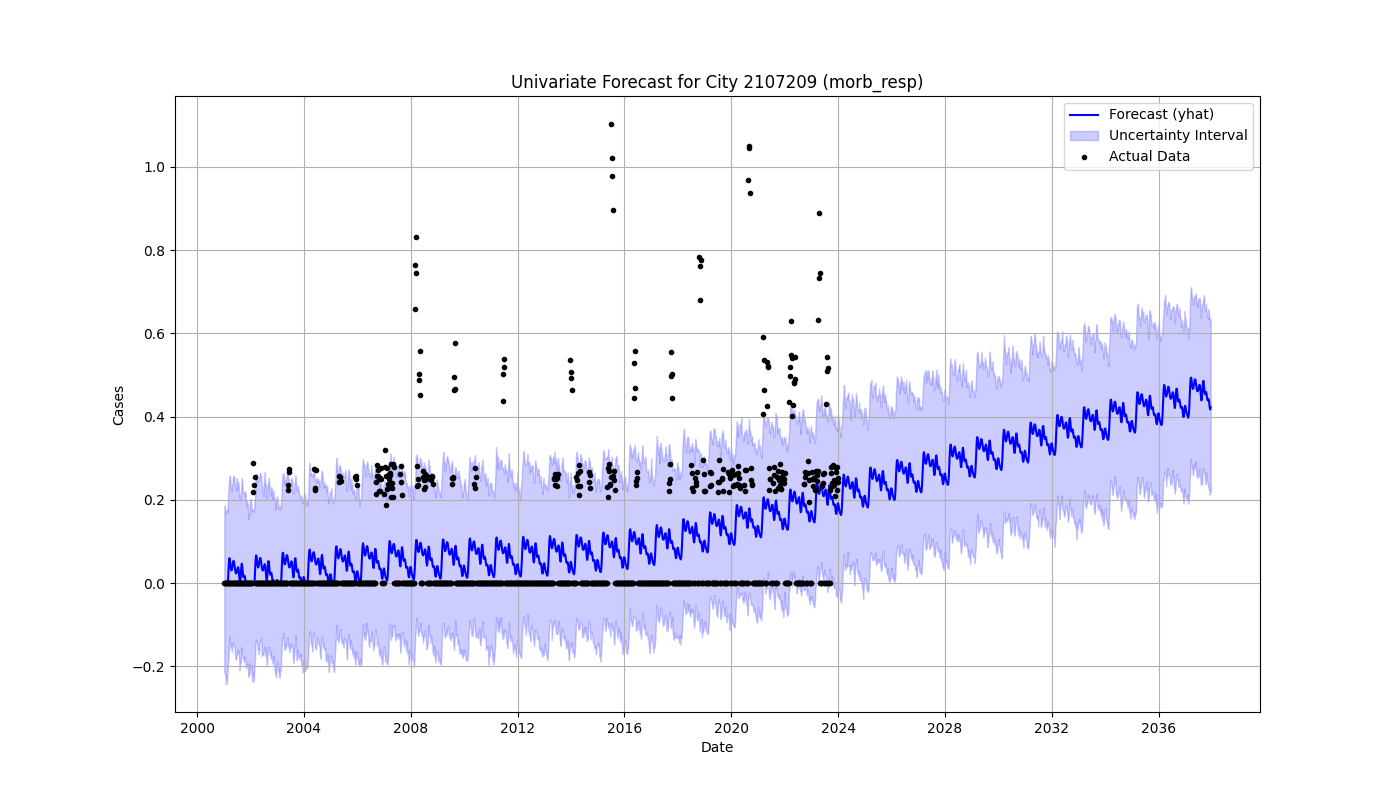 Univariate Forecast for City 2107209 (morb_resp)
Forecast (yhat)
Uncertainty Interval
Actual Data
Cases
1.0
0.8
0.6
0.4
0.2
0.0
−0.2
2000 2004 2008 2012 2016 2020 2024 2028 2032 2036
Date